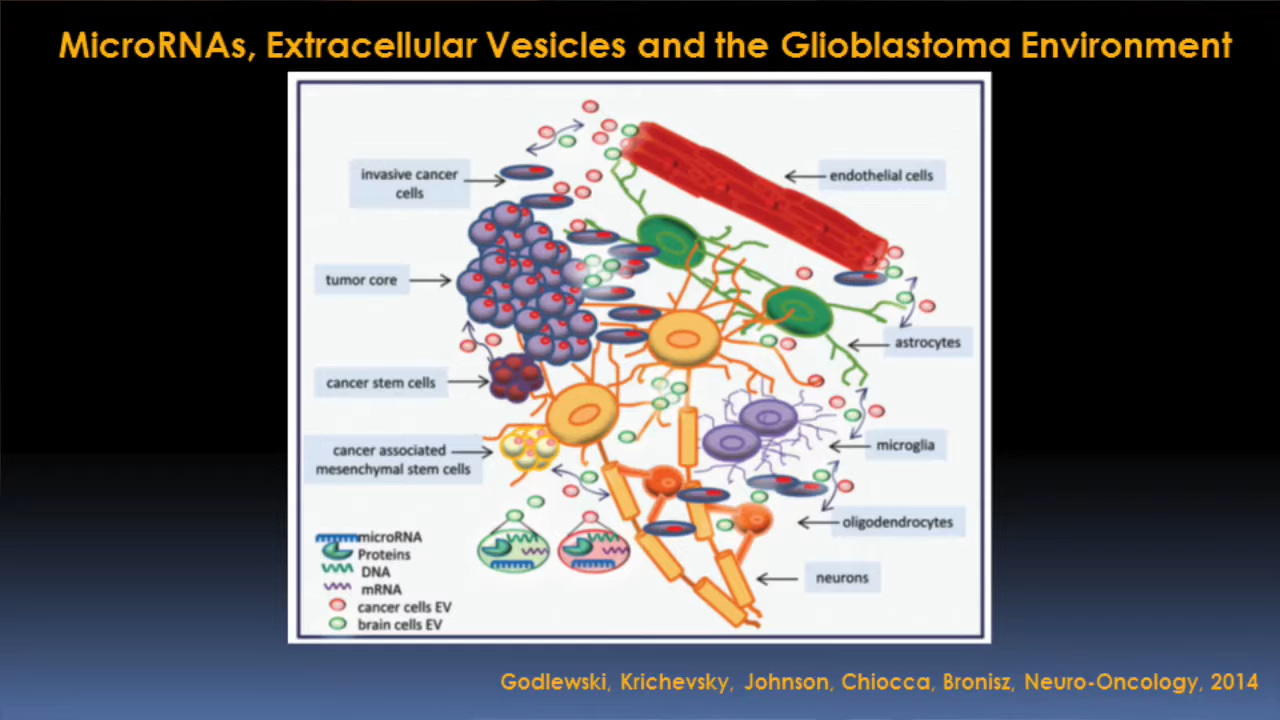 MicroRNAs, Extracellular Vesicles and the Glioblastoma Environment
invasive cancer
cells
endothelial cells
tumor core
astrocytes
cancer stem cells
cancer associated
mesenchymal stem cells
microglia
oligodendrocytes
neurons
microRNA
Proteins
DNA
mRNA
cancer cells EV
brain cells EV
Godlewski, Krichevsky, Johnson, Chiocca, Bronisz, Neuro-Oncology, 2014